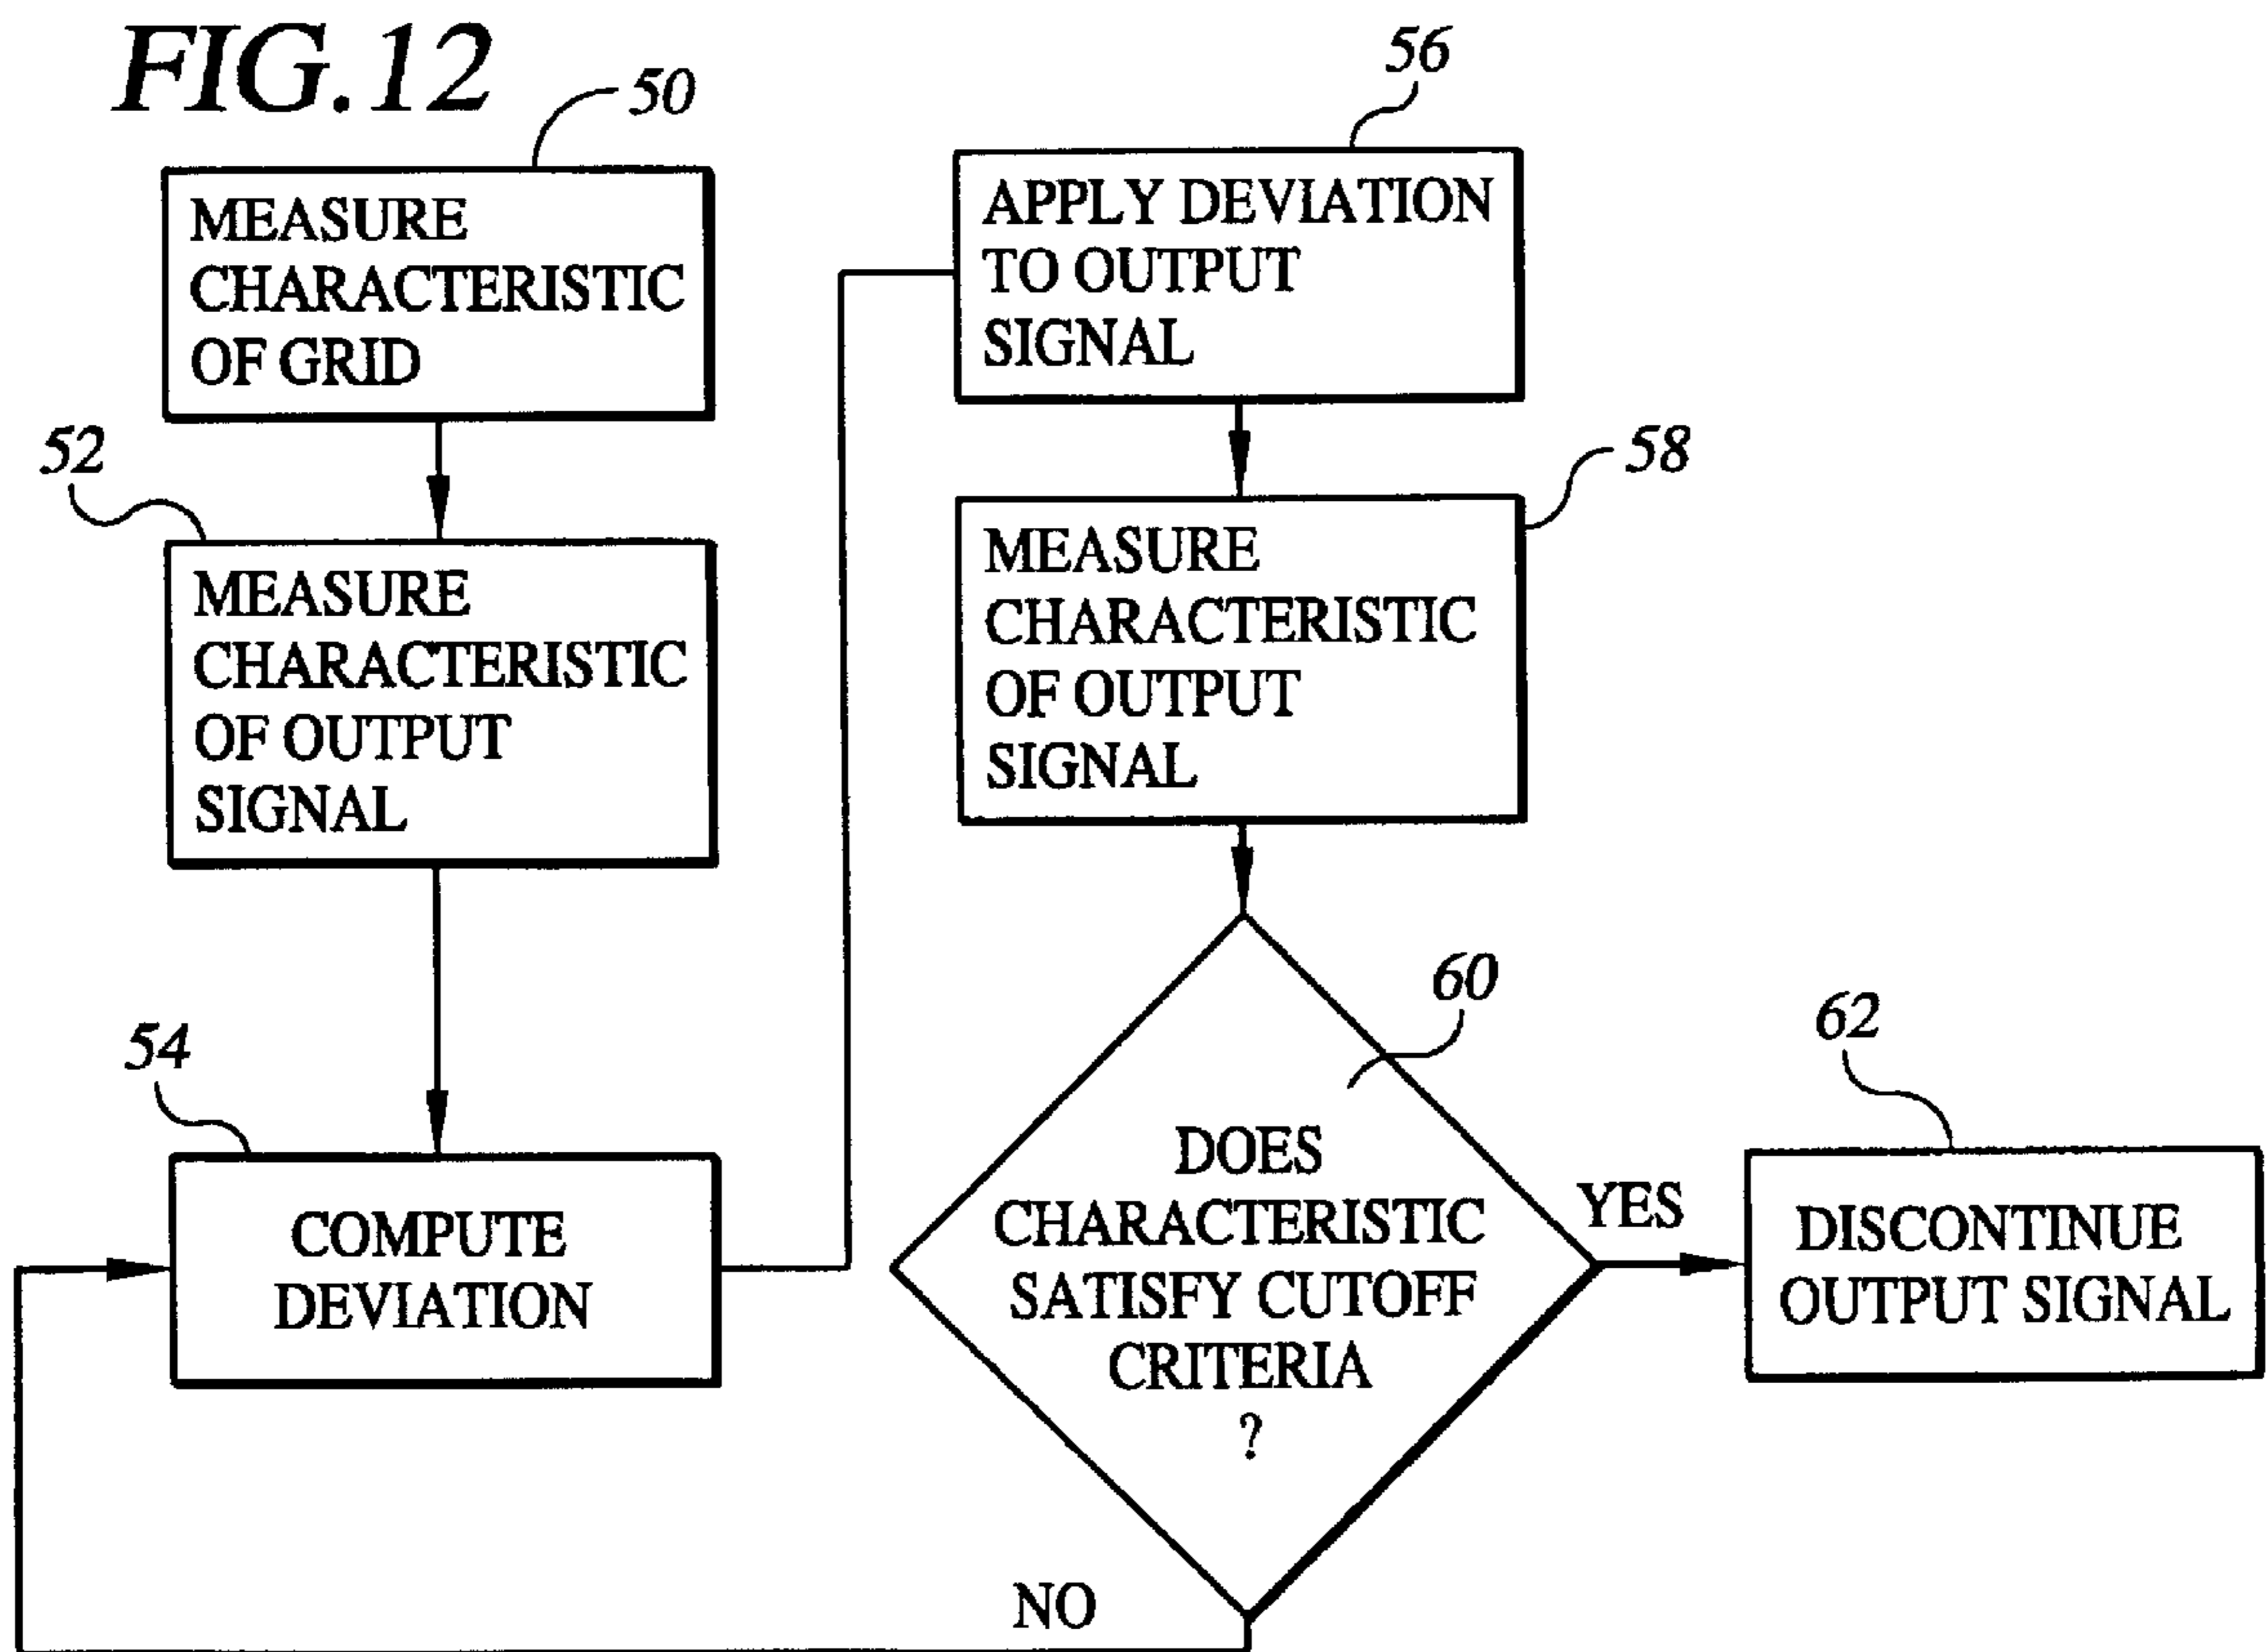 FIG.12
50
MEASURE
CHARACTERISTIC
OF GRID
52
MEASURE
CHARACTERISTIC
OF OUTPUT
SIGNAL
54
COMPUTE
DEVIATION
56
APPLY DEVIATION
TO OUTPUT
SIGNAL
58
MEASURE
CHARACTERISTIC
OF OUTPUT
SIGNAL
60
DOES
CHARACTERISTIC
SATISFY CUTOFF
CRITERIA
?
YES
NO
62
DISCONTINUE
OUTPUT SIGNAL